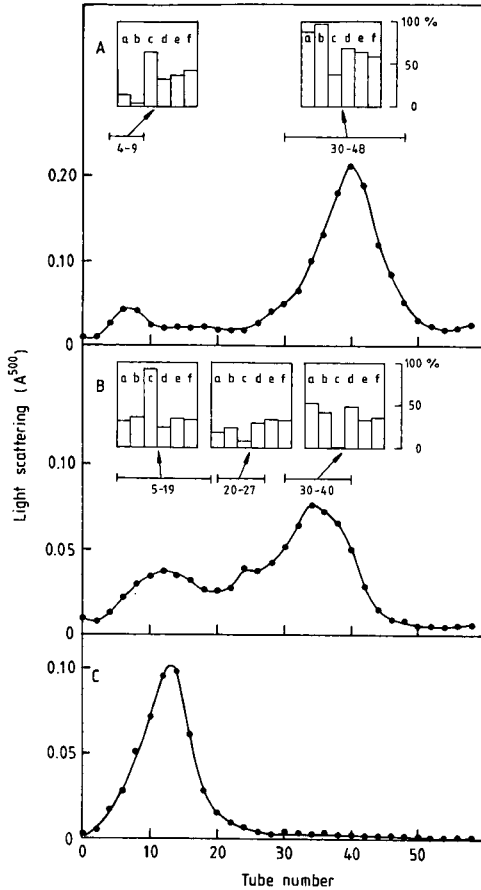 A
a b c d e f
a b c d e f
100 %
50
0
4-9
30-48
0.20
0.10
0
B
a b c d e f
a b c d e f
a b c d e f
100 %
50
0
5-19
20-27
30-40
0.10
0.05
0
C
0.10
0.05
0
0 10 20 30 40 50
Tube number
Light scattering (A500)